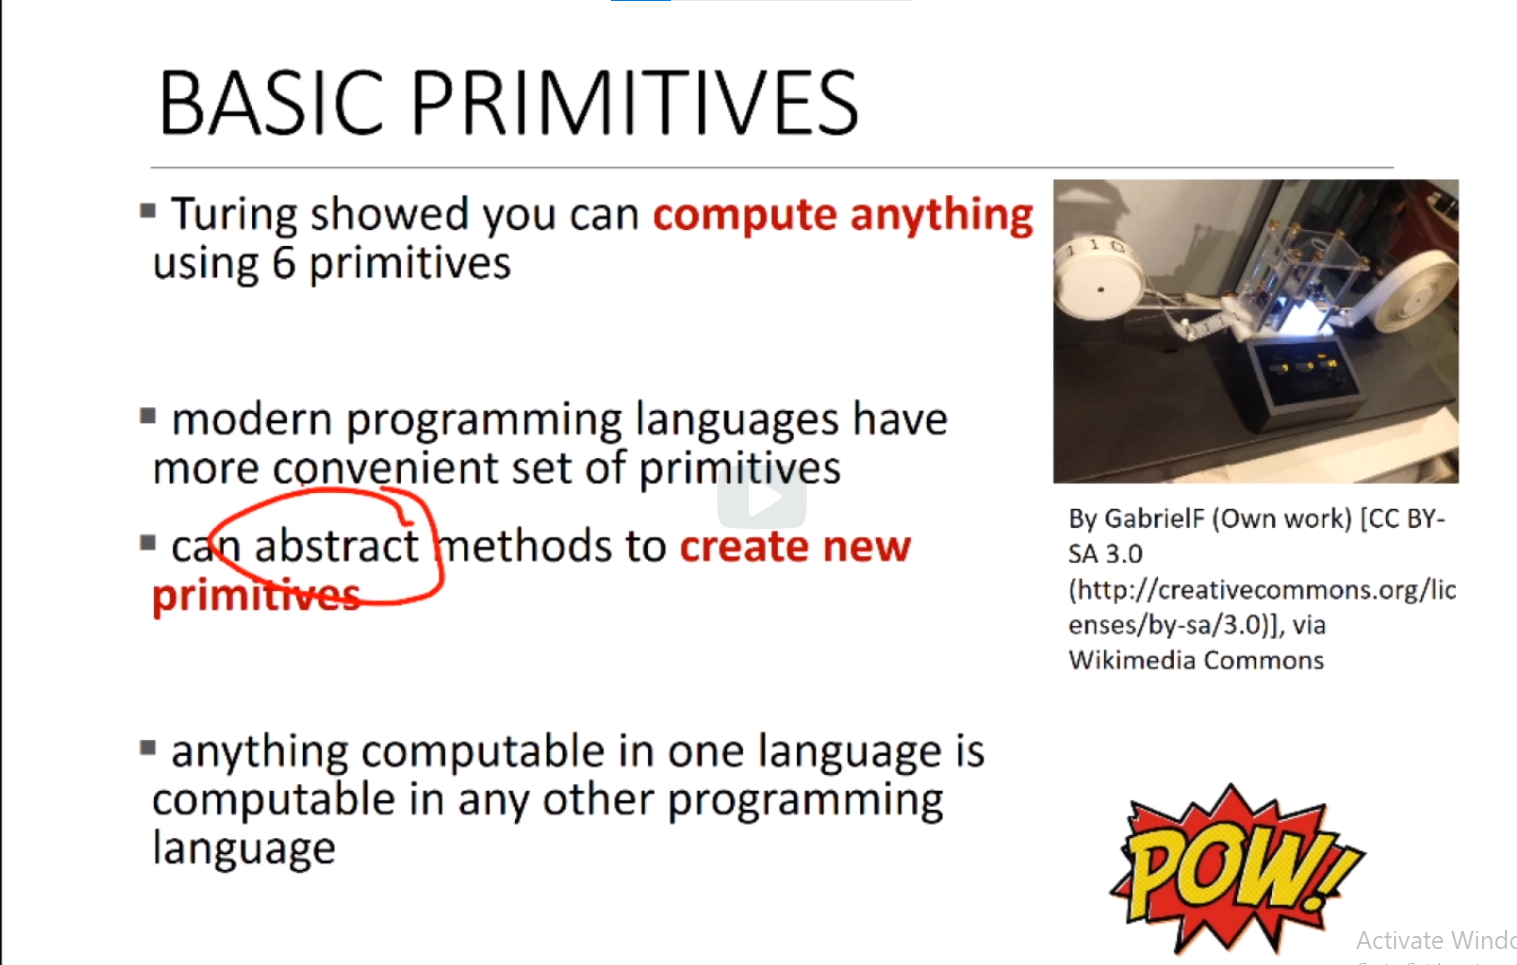 BASIC PRIMITIVES
▪ Turing showed you can compute anything
using 6 primitives
▪ modern programming languages have
more convenient set of primitives
▪ can abstract methods to create new
primitives
▪ anything computable in one language is
computable in any other programming
language
1 1 0
By GabrielF (Own work) [CC BY-
SA 3.0
(http://creativecommons.org/lic
enses/by-sa/3.0)], via
Wikimedia Commons
POW!
Activate Windo